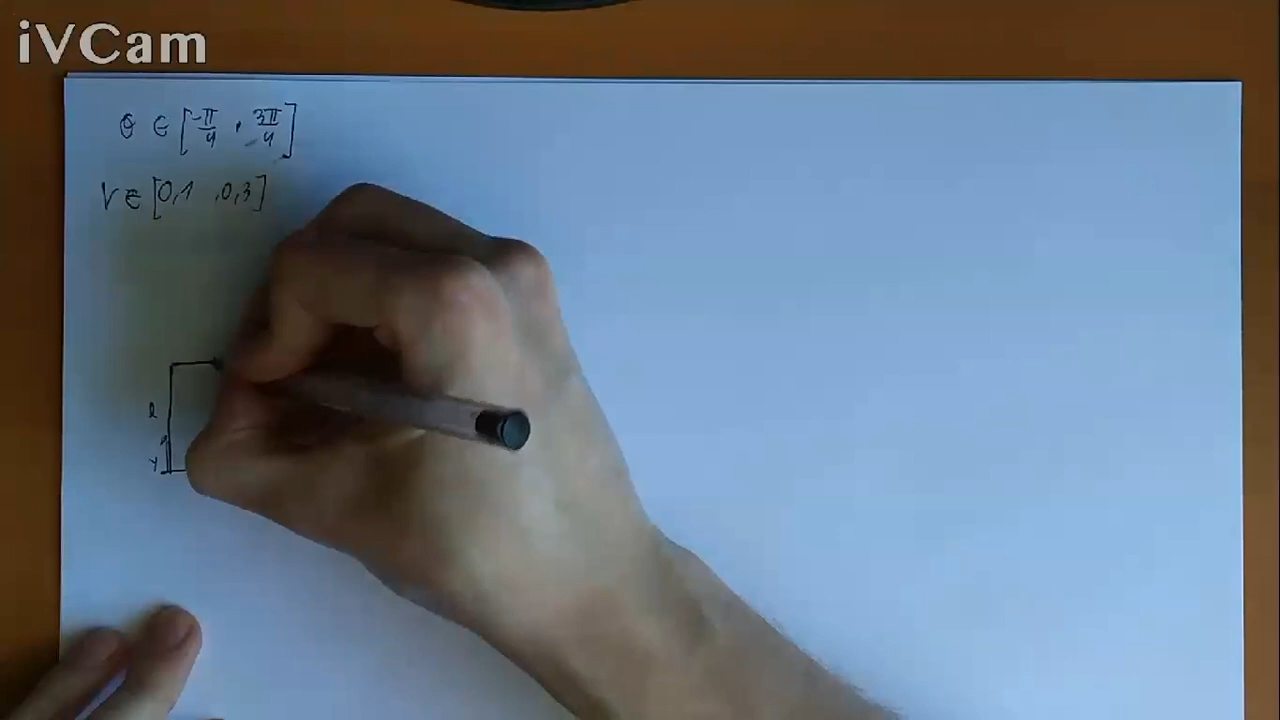 iVCam
θ ∈ [-π/4 , 3π/4]
V ∈ [0,1 ,0,3]